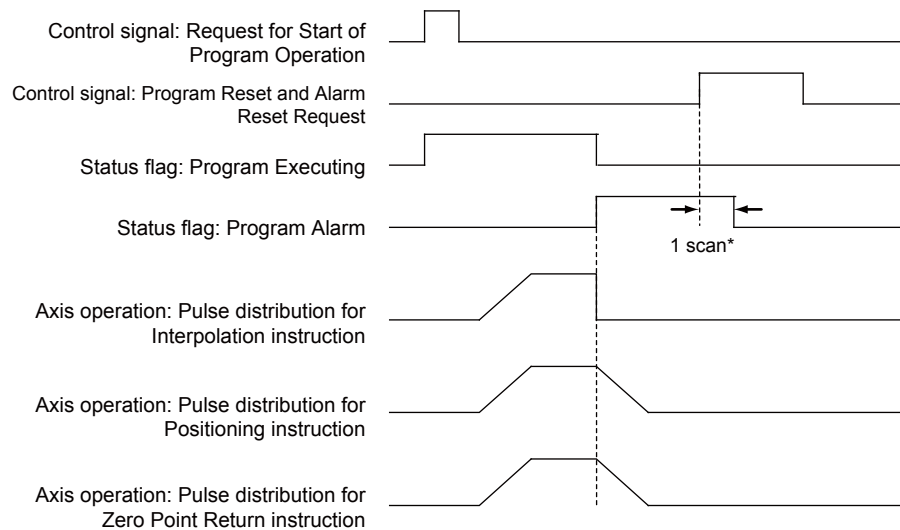 Control signal: Request for Start of
Program Operation
Control signal: Program Reset and Alarm
Reset Request
Status flag: Program Executing
Status flag: Program Alarm
1 scan*
Axis operation: Pulse distribution for
Interpolation instruction
Axis operation: Pulse distribution for
Positioning instruction
Axis operation: Pulse distribution for
Zero Point Return instruction